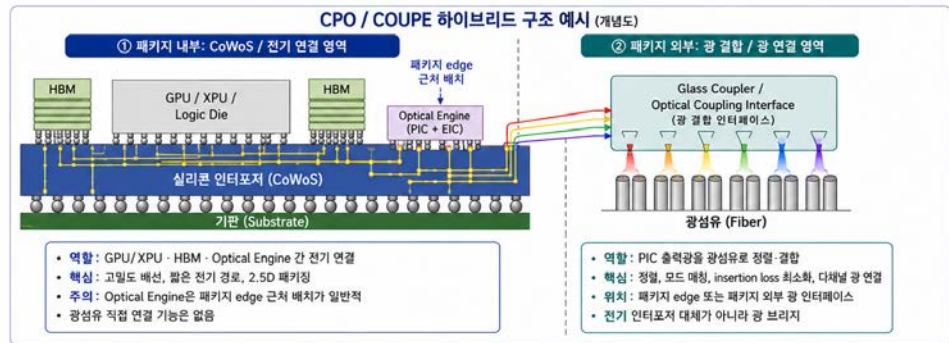 CPO / COUPE 하이브리드 구조 예시 (개념도)
① 패키지 내부: CoWoS / 전기 연결 영역
HBM
GPU / XPU /
Logic Die
HBM
패키지 edge
근처 배치
Optical Engine
(PIC + EIC)
실리콘 인터포저 (CoWoS)
기판 (Substrate)
• 역할 : GPU/XPU · HBM · Optical Engine 간 전기 연결
• 핵심 : 고밀도 배선, 짧은 전기 경로, 2.5D 패키징
• 주의 : Optical Engine은 패키지 edge 근처 배치가 일반적
• 광섬유 직접 연결 기능은 없음
② 패키지 외부: 광 결합 / 광 연결 영역
Glass Coupler /
Optical Coupling Interface
(광 결합 인터페이스)
광섬유 (Fiber)
• 역할 : PIC 출력광을 광섬유로 정렬·결합
• 핵심 : 정렬, 모드 매칭, insertion loss 최소화, 다채널 광 연결
• 위치 : 패키지 edge 또는 패키지 외부 광 인터페이스
• 전기 인터포저 대체가 아니라 광 브리지